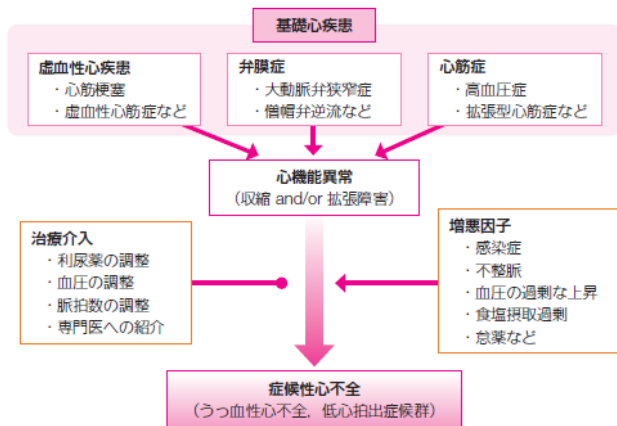 基礎心疾患
虚血性心疾患
・心筋梗塞
・虚血性心筋症など
弁膜症
・大動脈弁狭窄症
・僧帽弁逆流など
心筋症
・高血圧症
・拡張型心筋症など
心機能異常
（収縮 and/or 拡張障害）
治療介入
・利尿薬の調整
・血圧の調整
・脈拍数の調整
・専門医への紹介
増悪因子
・感染症
・不整脈
・血圧の過剰な上昇
・食塩摂取過剰
・怠薬など
症候性心不全
（うっ血性心不全，低心拍出症候群）